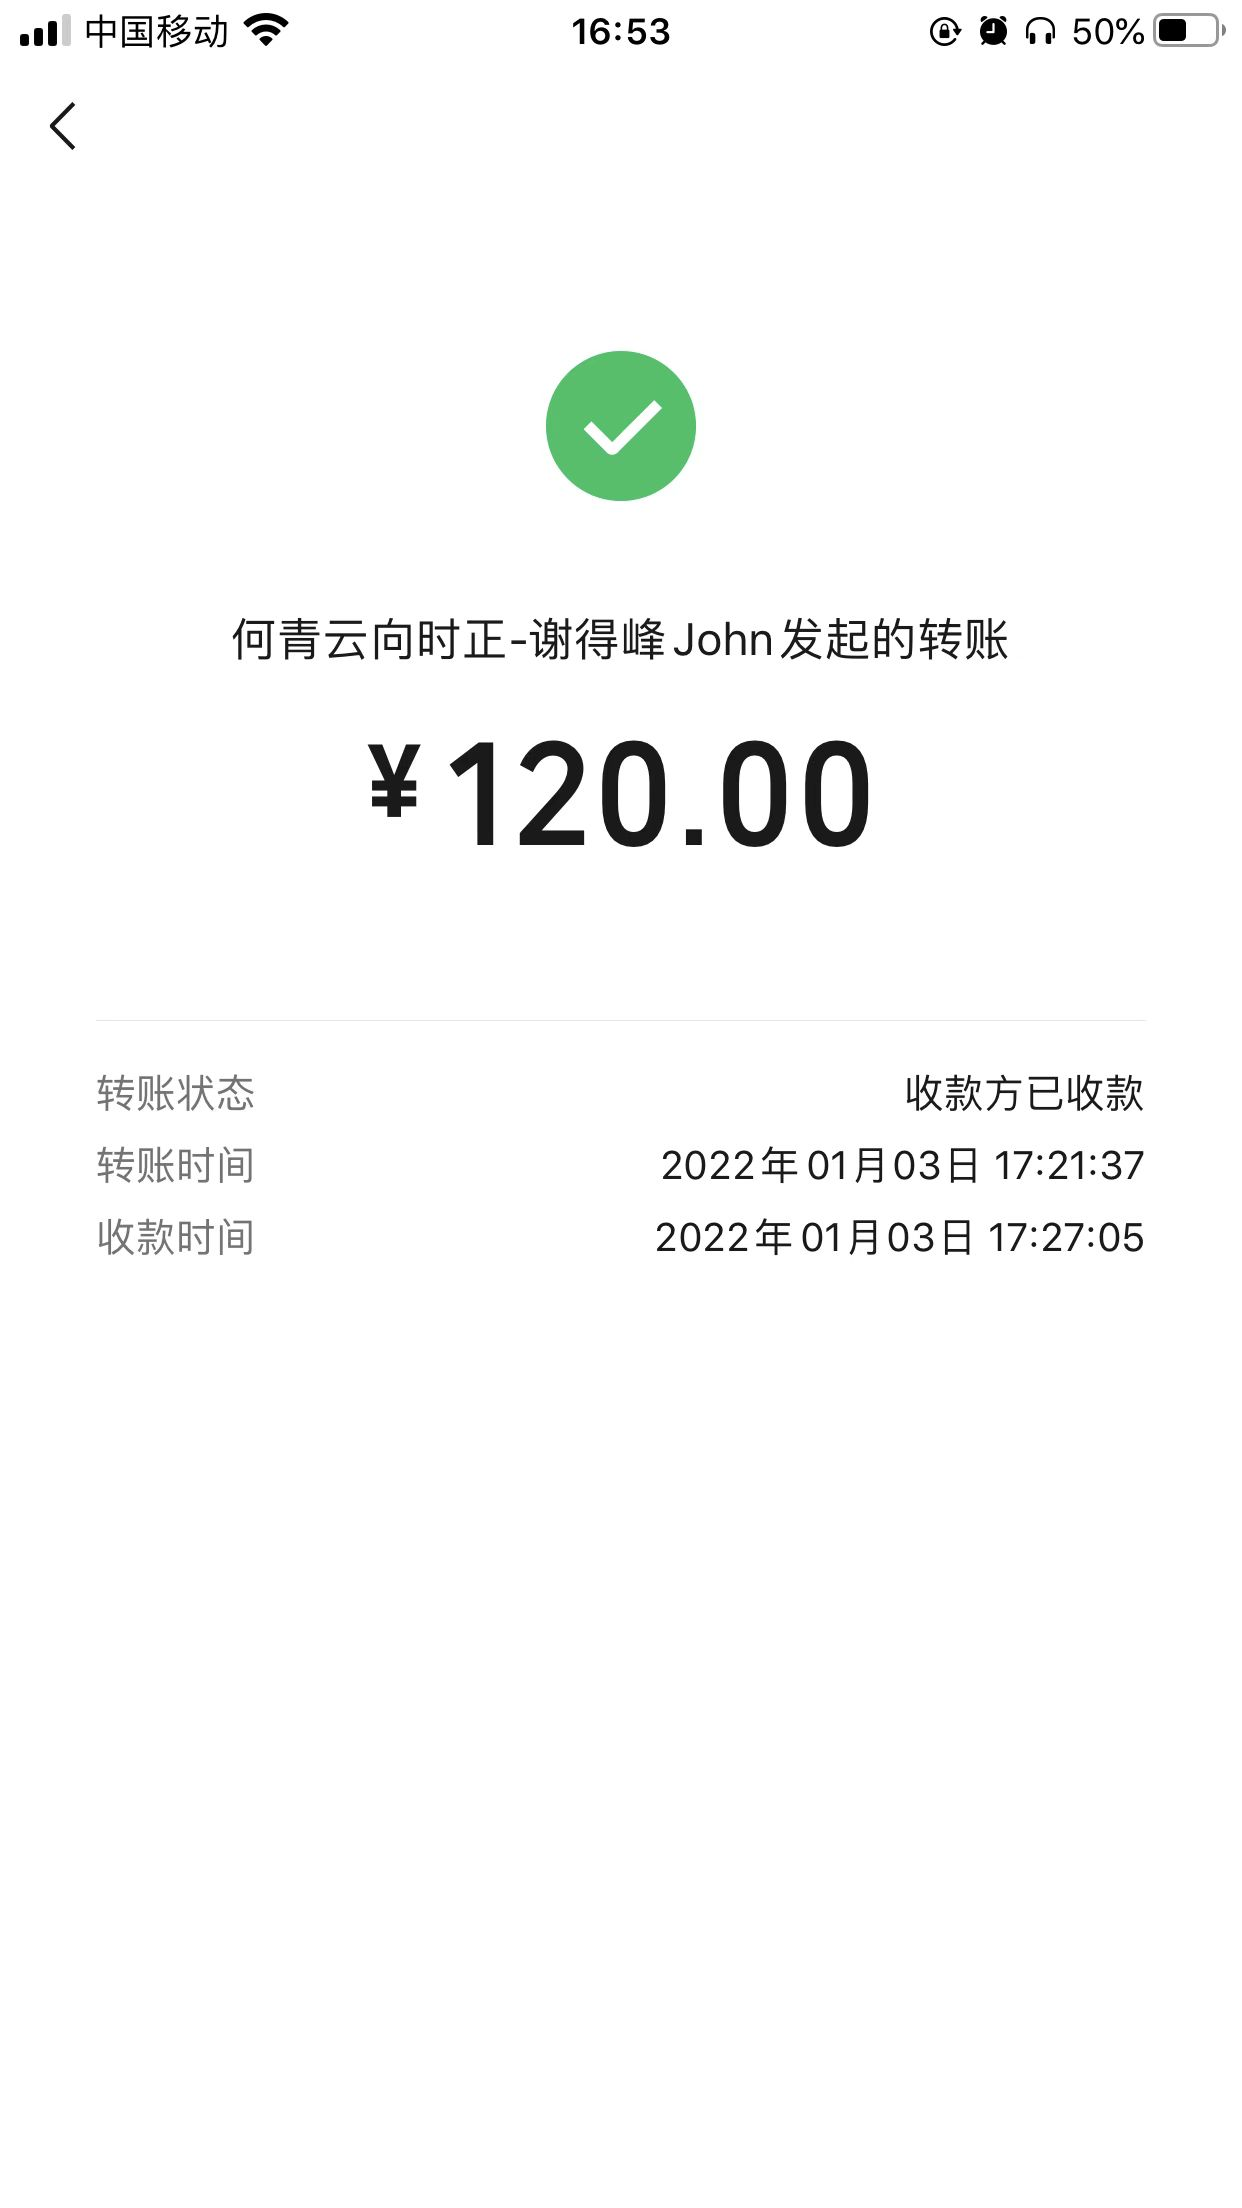 中国移动 16:53 50%
何青云向时正-谢得峰John发起的转账
¥120.00
转账状态 收款方已收款
转账时间 2022年01月03日 17:21:37
收款时间 2022年01月03日 17:27:05